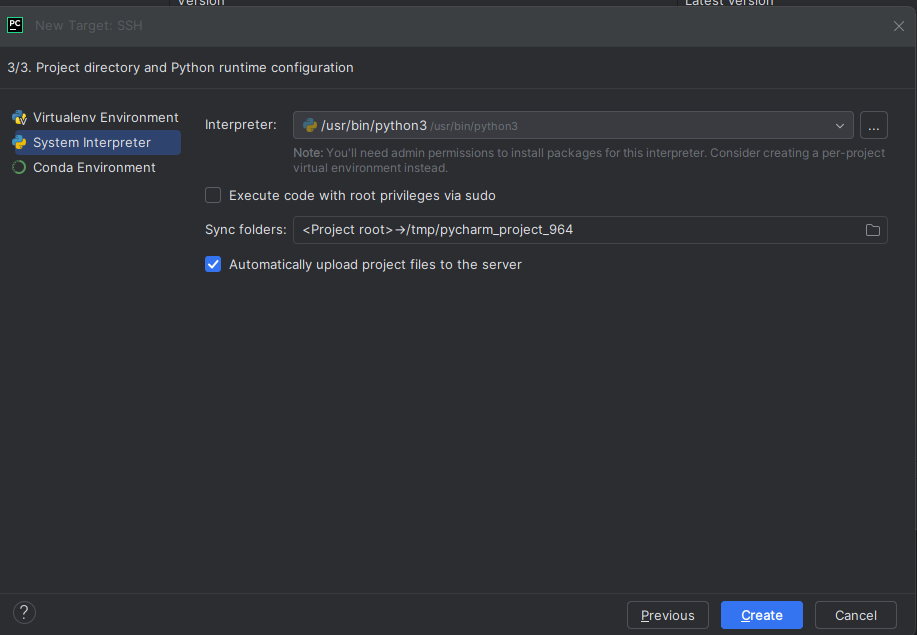 Version
Latest version
PC
New Target: SSH
3/3. Project directory and Python runtime configuration
Virtualenv Environment
System Interpreter
Conda Environment
Interpreter:
/usr/bin/python3 /usr/bin/python3
...
Note: You'll need admin permissions to install packages for this interpreter. Consider creating a per-project
virtual environment instead.
Execute code with root privileges via sudo
Sync folders:
<Project root>→/tmp/pycharm_project_964
Automatically upload project files to the server
?
Previous
Create
Cancel